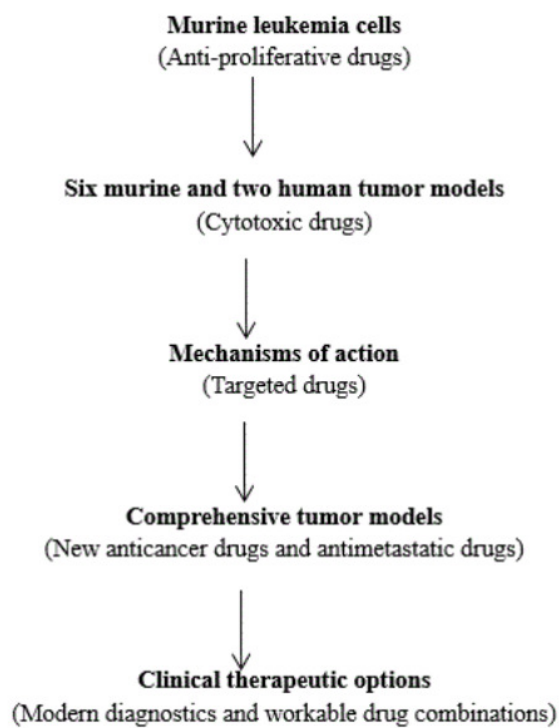 Murine leukemia cells
(Anti-proliferative drugs)
Six murine and two human tumor models
(Cytotoxic drugs)
Mechanisms of action
(Targeted drugs)
Comprehensive tumor models
(New anticancer drugs and antimetastatic drugs)
Clinical therapeutic options
(Modern diagnostics and workable drug combinations)